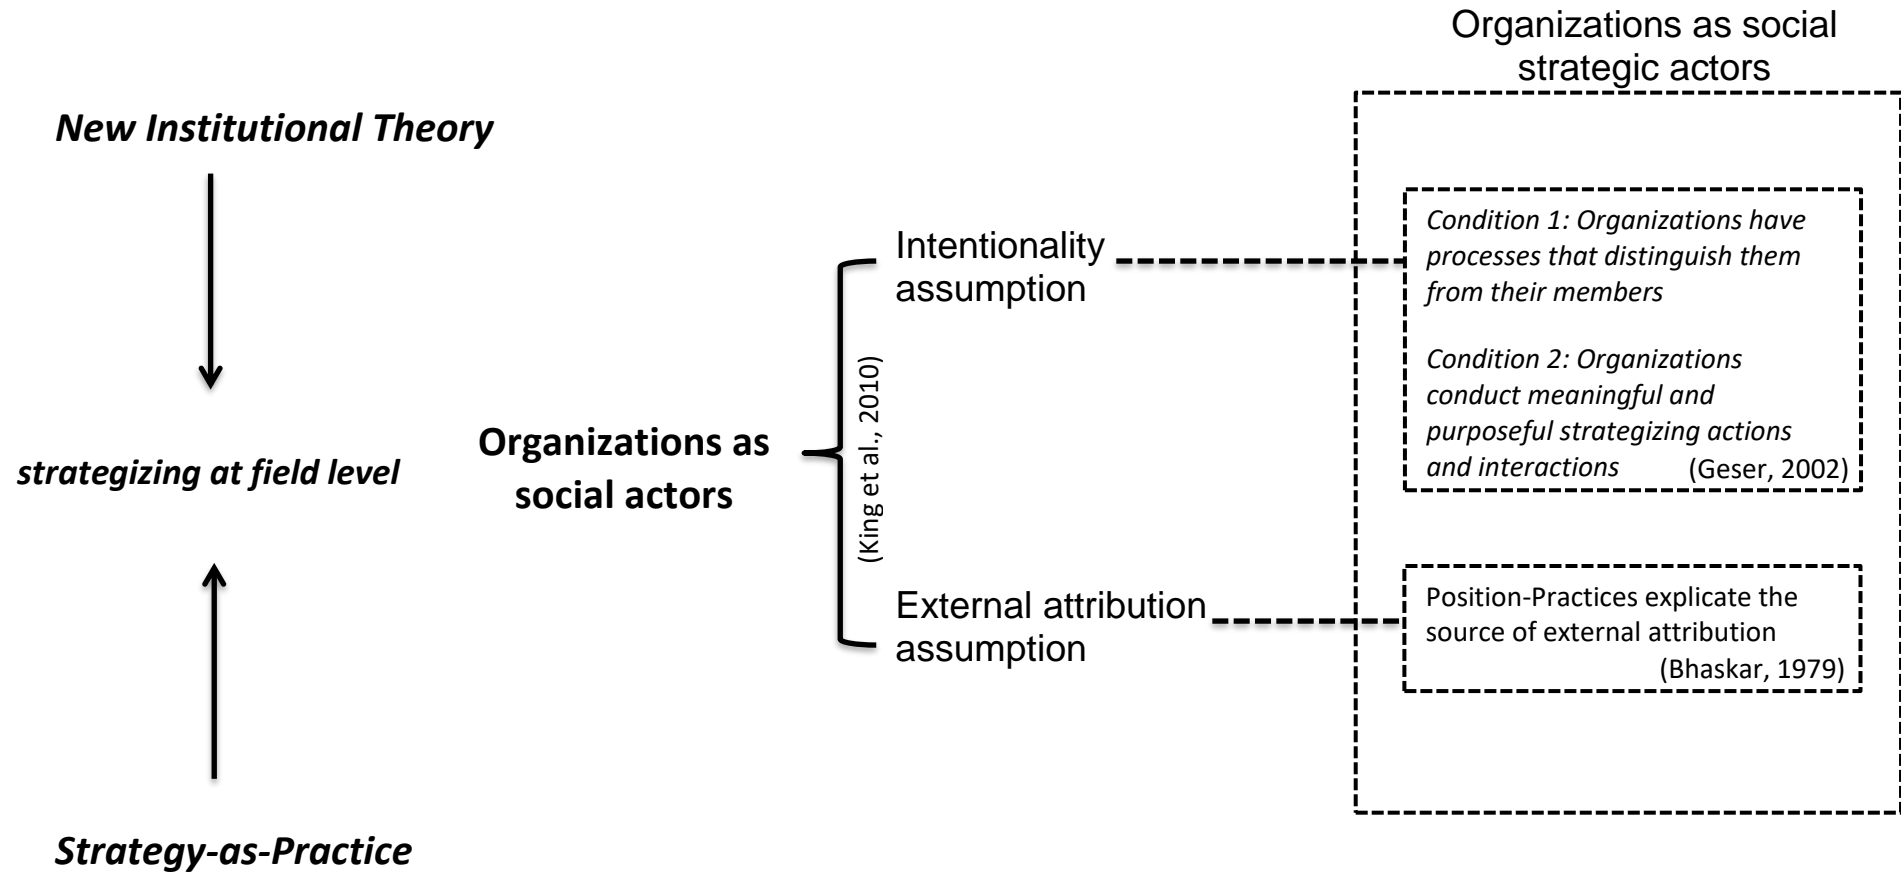 Organizations as social
strategic actors
New Institutional Theory
strategizing at field level
Strategy-as-Practice
Organizations as
social actors
(King et al., 2010)
Intentionality
assumption
External attribution
assumption
Condition 1: Organizations have
processes that distinguish them
from their members
Condition 2: Organizations
conduct meaningful and
purposeful strategizing actions
and interactions (Geser, 2002)
Position-Practices explicate the
source of external attribution
(Bhaskar, 1979)